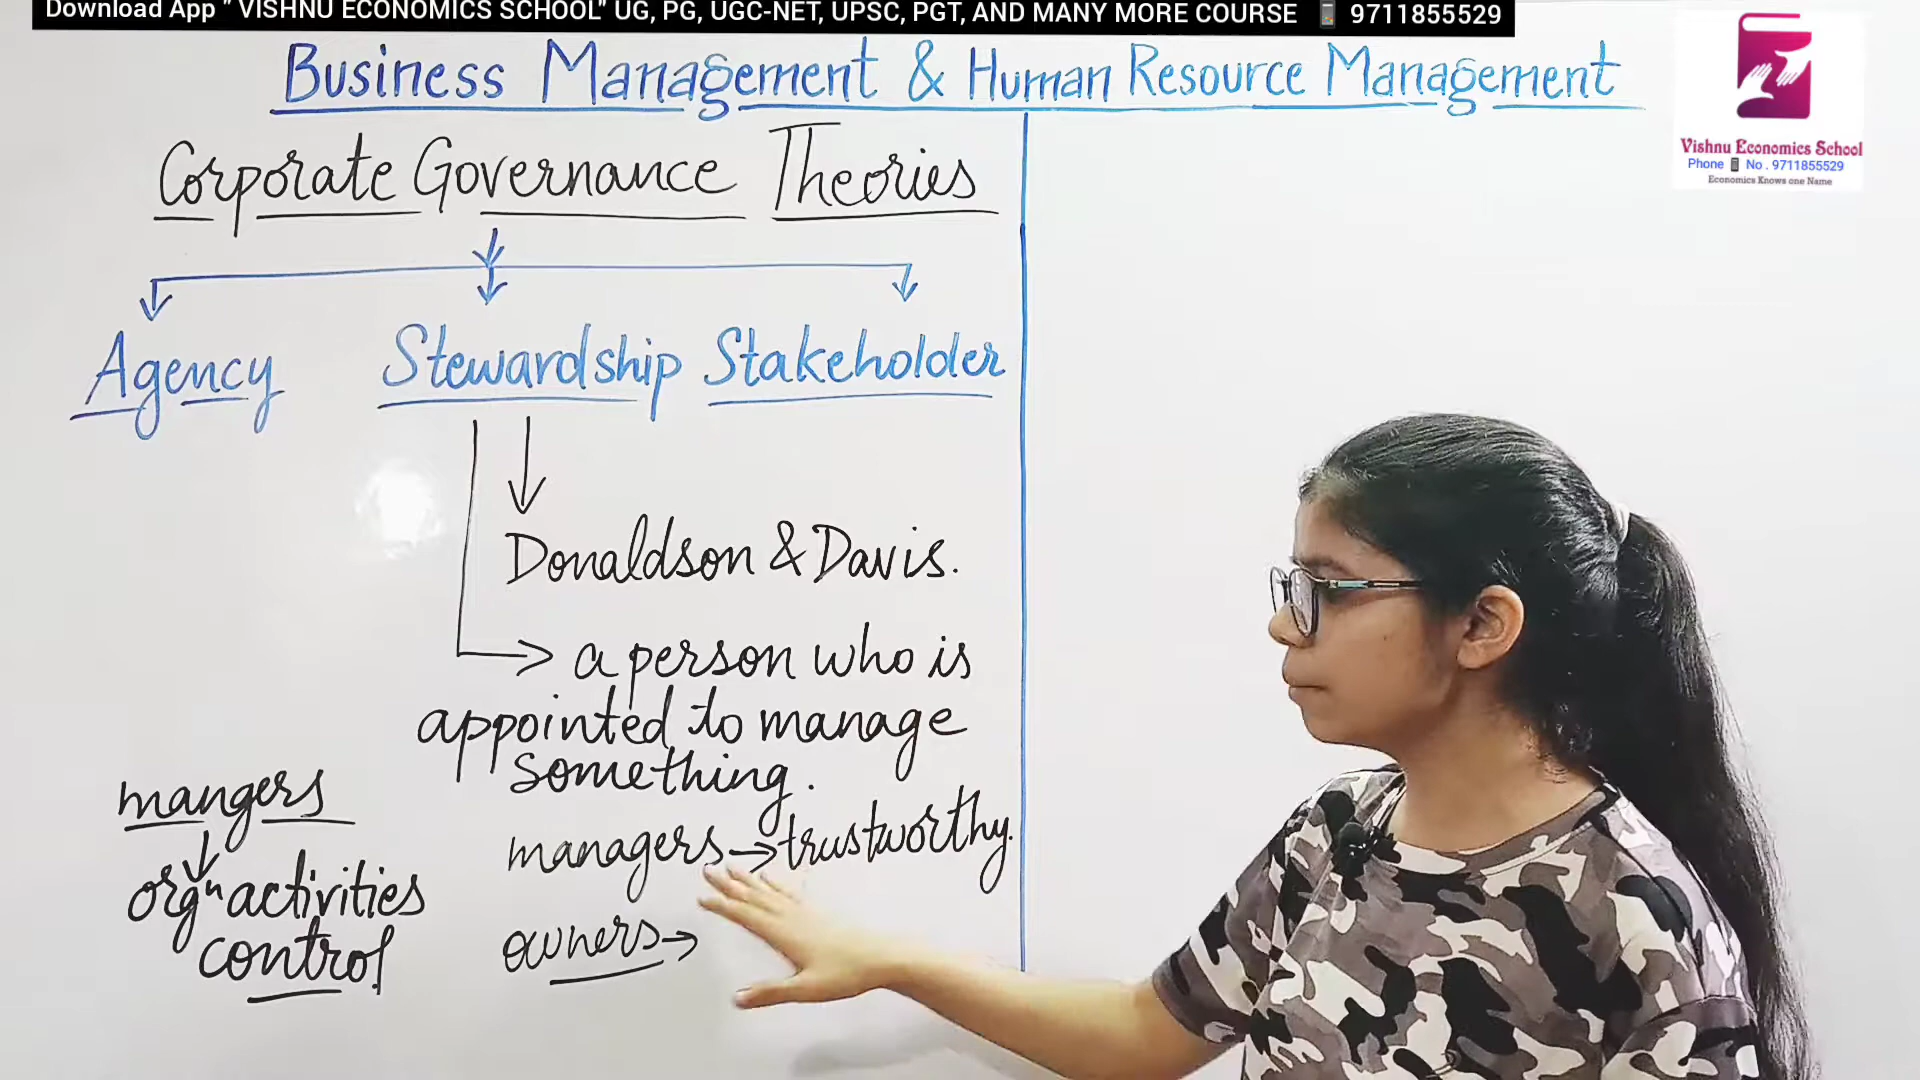 Download App " VISHNU ECONOMICS SCHOOL" UG, PG, UGC-NET, UPSC, PGT, AND MANY MORE COURSE 📱 9711855529
Business Management & Human Resource Management
Vishnu Economics School
Phone 📱 No . 9711855529
Economics Knows one Name
Corporate Governance Theories
Agency Stewardship Stakeholder
Donaldson & Davis.
a person who is
appointed to manage
something.
mangers
orgⁿ activities
control
managers → trustworthy.
owners →